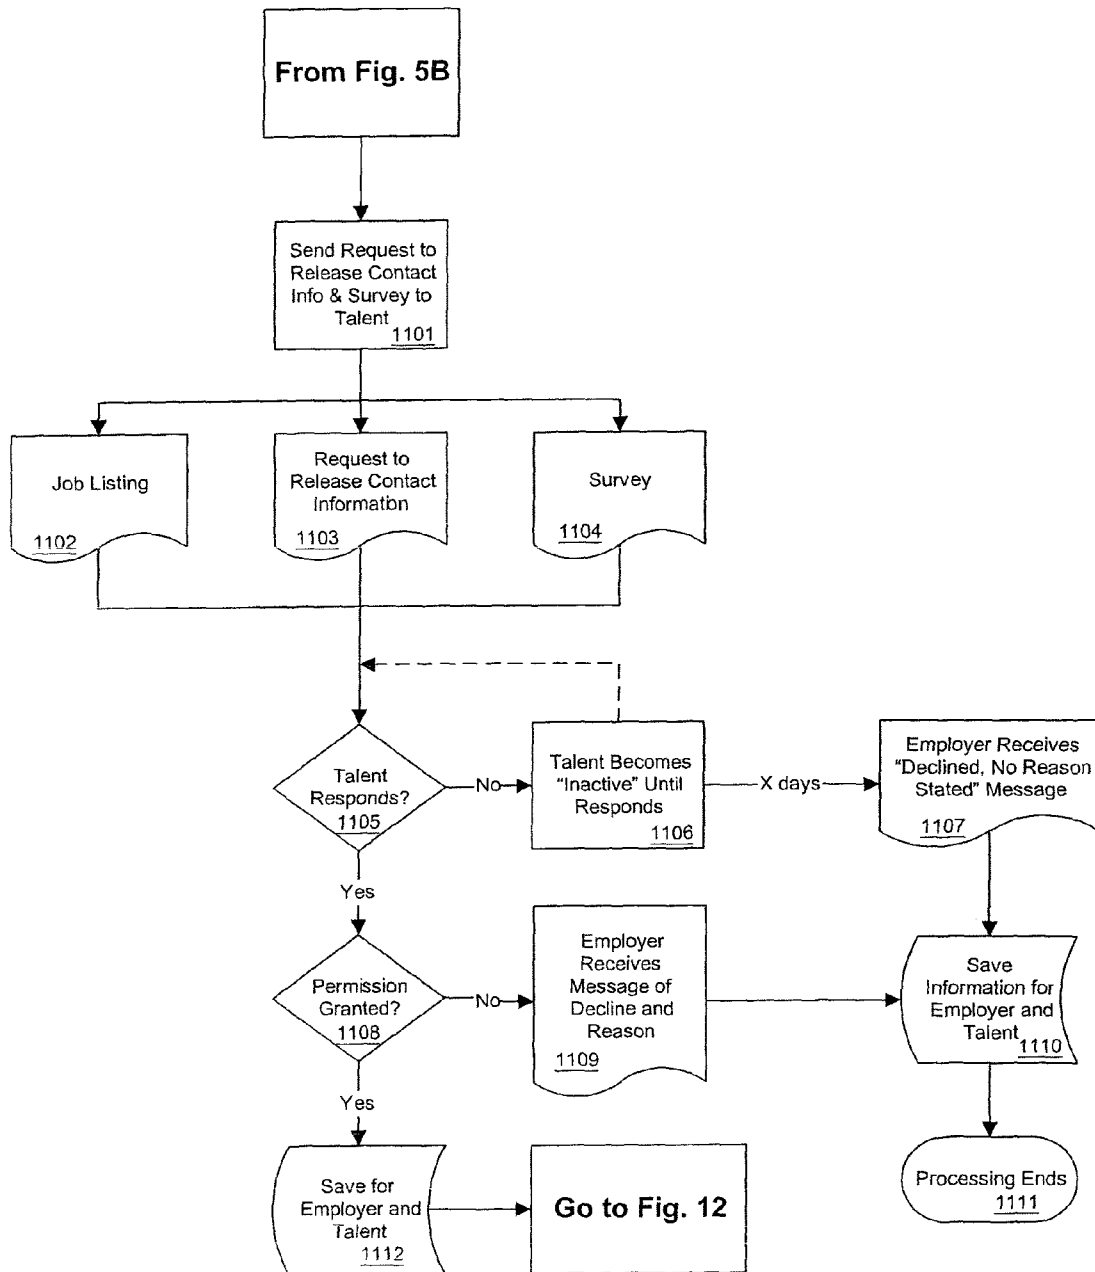 From Fig. 5B
Send Request to
Release Contact
Info & Survey to
Talent
1101
Job Listing
1102
Request to
Release Contact
Information
1103
Survey
1104
Talent
Responds?
1105
No
Talent Becomes
“Inactive” Until
Responds
1106
X days
Employer Receives
“Declined, No Reason
Stated” Message
1107
Yes
Permission
Granted?
1108
No
Employer
Receives
Message of
Decline and
Reason
1109
Save
Information for
Employer and
Talent
1110
Yes
Processing Ends
1111
Save for
Employer and
Talent
1112
Go to Fig. 12